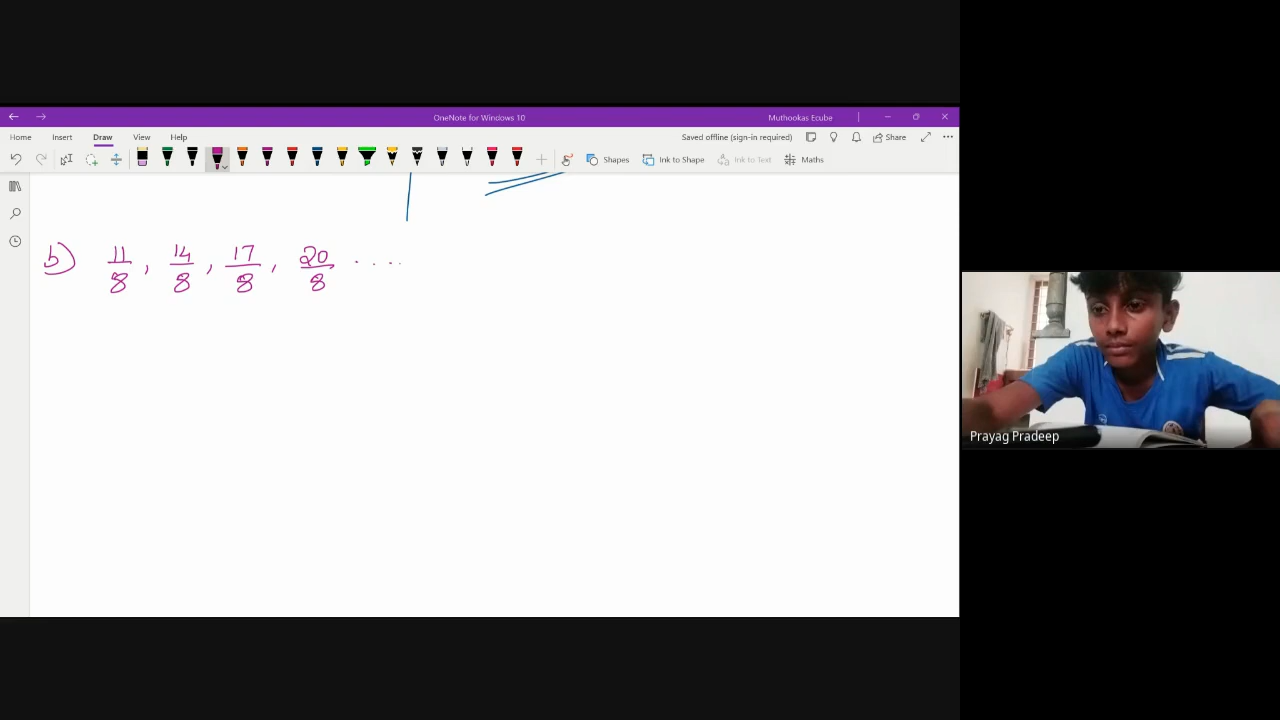 OneNote for Windows 10
Muthookas Ecube
Home Insert Draw View Help
Saved offline (sign-in required) Share
Shapes Ink to Shape Ink to Text Maths
b) 11/8, 14/8, 17/8, 20/8 ....
Prayag Pradeep